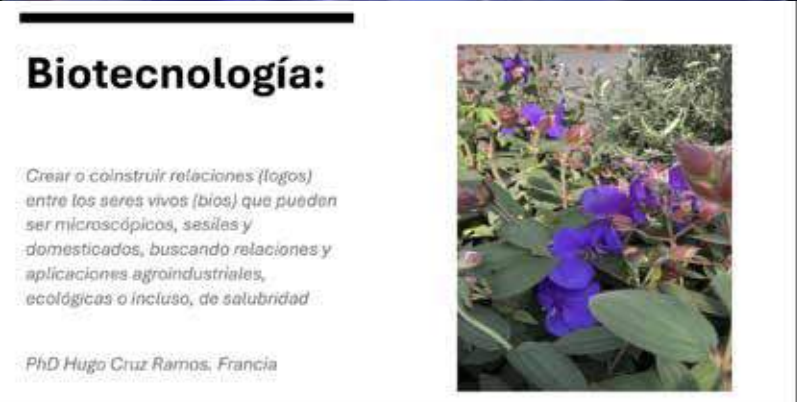 Biotecnología:
Crear o coinstruir relaciones (logos)
entre los seres vivos (bios) que pueden
ser microscópicos, sesiles y
domesticados, buscando relaciones y
aplicaciones agroindustriales,
ecológicas o incluso, de salubridad
PhD Hugo Cruz Ramos. Francia